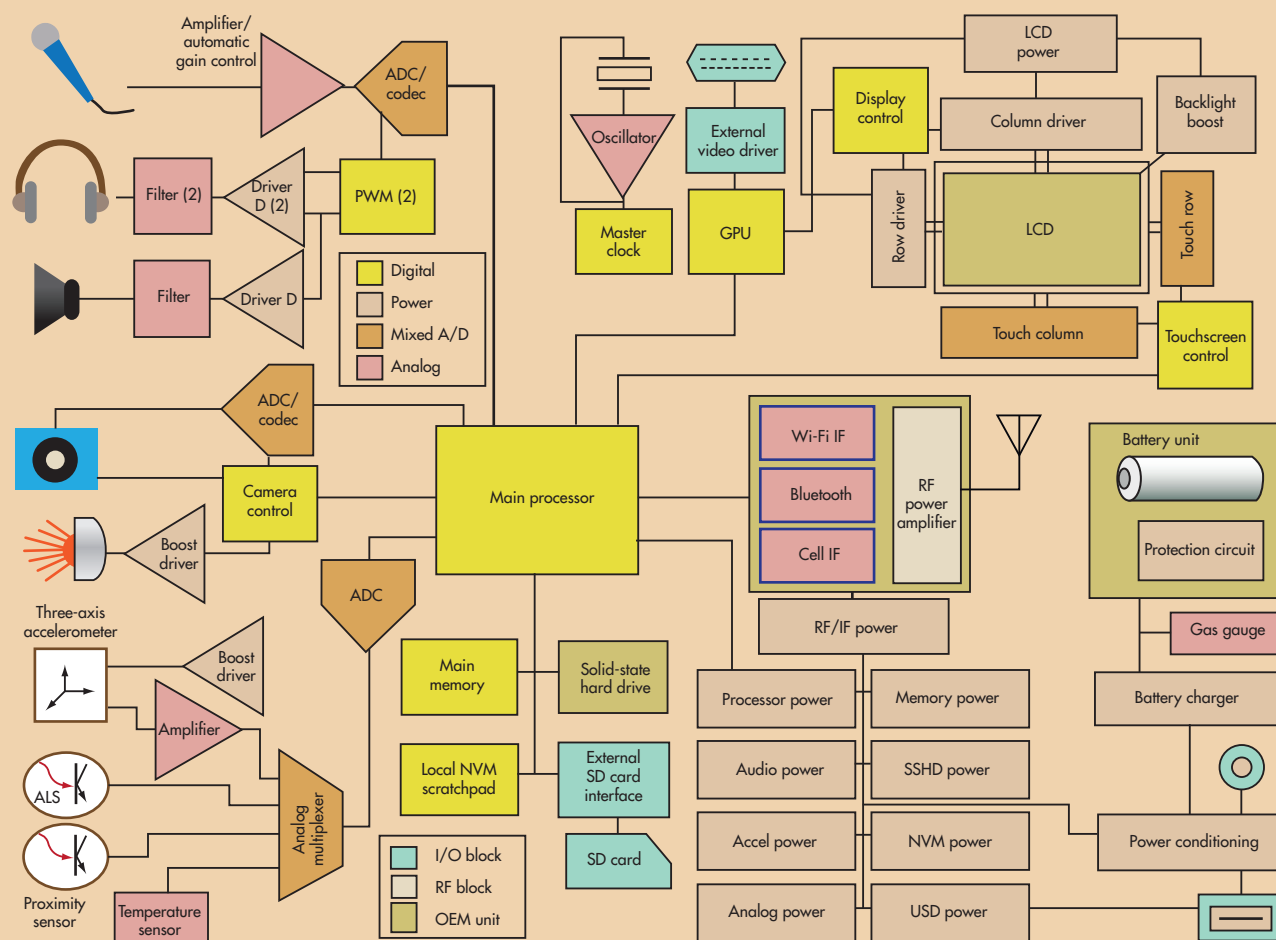 Amplifier/
automatic
gain control
ADC/
codec
Filter (2)
Driver
D (2)
PWM (2)
Filter
Driver D
Digital
Power
Mixed A/D
Analog
Oscillator
Master
clock
External
video driver
GPU
Display
control
LCD
power
Column driver
Backlight
boost
Row driver
LCD
Touch row
Touch column
Touchscreen
control
ADC/
codec
Camera
control
Boost
driver
Main processor
ADC
Wi-Fi IF
Bluetooth
Cell IF
RF
power
amplifier
RF/IF power
Battery unit
Protection circuit
Gas gauge
Battery charger
Power conditioning
Three-axis
accelerometer
Boost
driver
Amplifier
ALS
Proximity
sensor
Temperature
sensor
Analog
multiplexer
Main
memory
Solid-state
hard drive
Local NVM
scratchpad
External
SD card
interface
SD card
I/O block
RF block
OEM unit
Processor power
Memory power
Audio power
SSHD power
Accel power
NVM power
Analog power
USD power